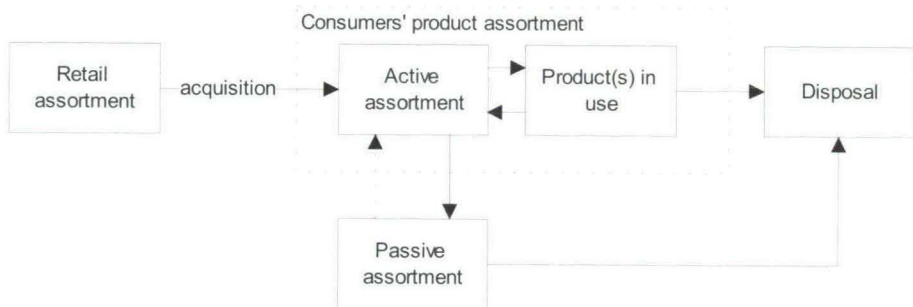 Consumers' product assortment
Retail
assortment
acquisition
Active
assortment
Product(s) in
use
Disposal
Passive
assortment